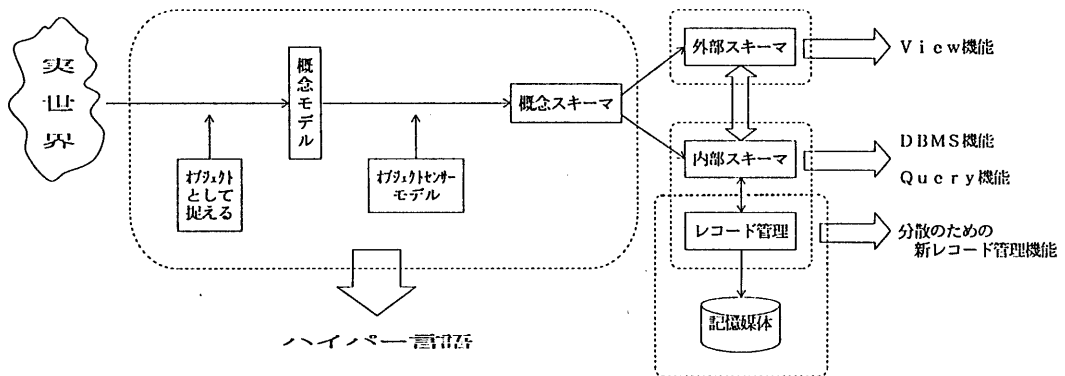 実
世
界
オブジェクト
として
捉える
概
念
モ
デ
ル
オブジェクトセンサー
モデル
概念スキーマ
ハイパー言語
外部スキーマ
内部スキーマ
レコード管理
記憶媒体
Ｖｉｅｗ機能
ＤＢＭＳ機能
Ｑｕｅｒｙ機能
分散のための
新レコード管理機能